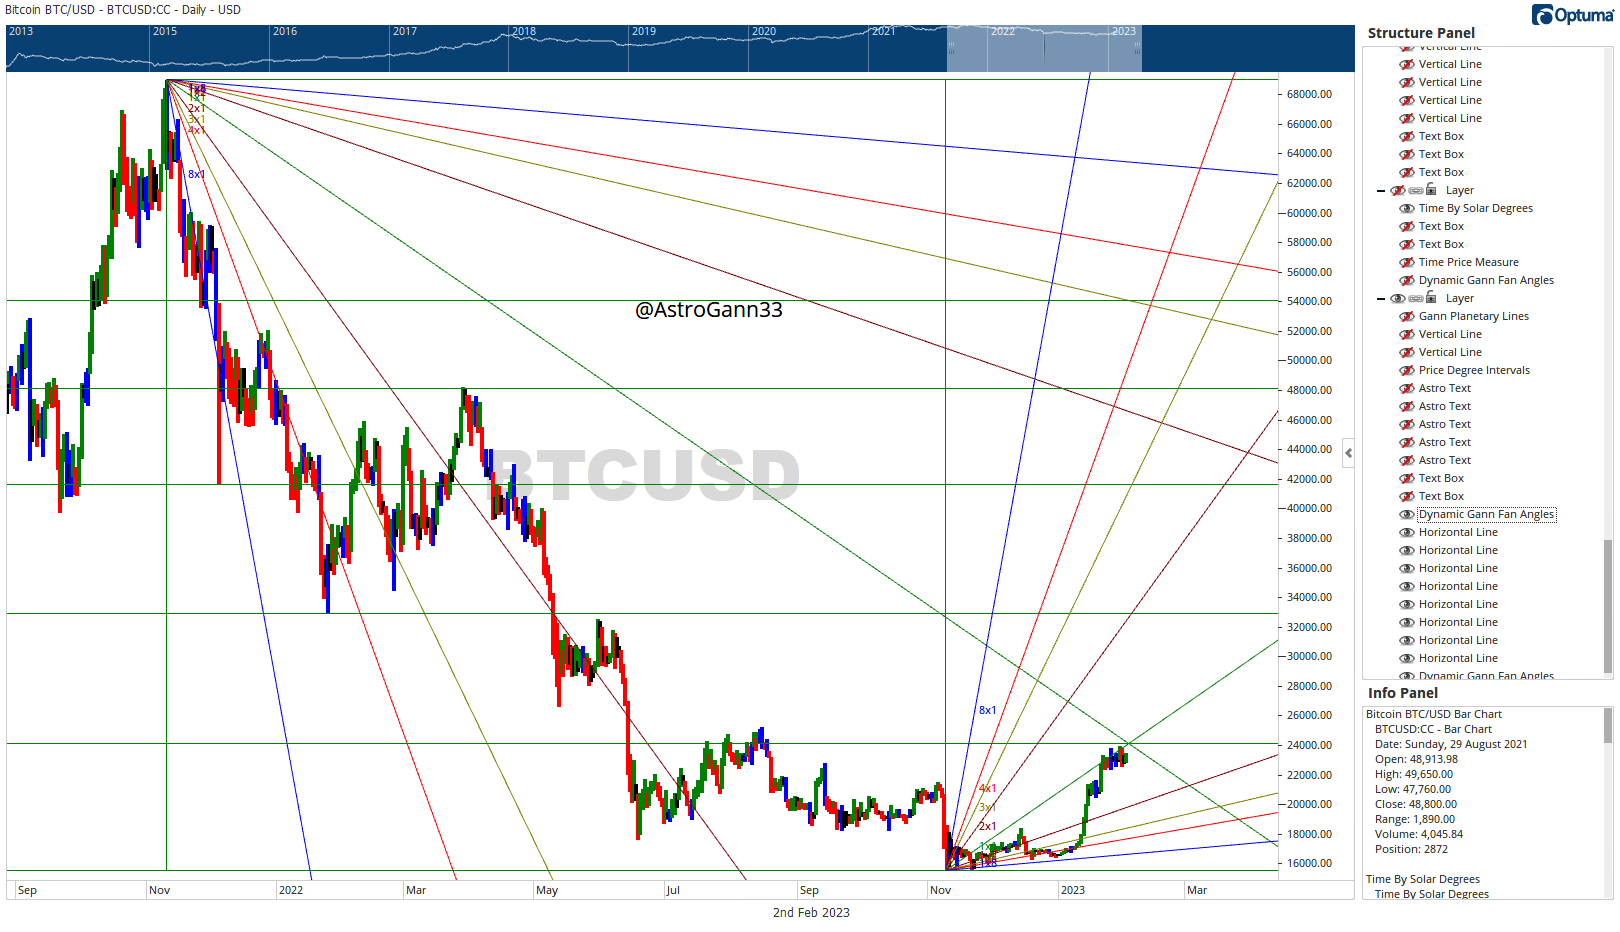 Bitcoin BTC/USD - BTCUSD:CC - Daily - USD
Optuma
2013 2015 2016 2017 2018 2019 2020 2021 2022 2023
Structure Panel
Vertical Line
Vertical Line
Vertical Line
Vertical Line
Vertical Line
Text Box
Text Box
Text Box
Layer
Time By Solar Degrees
Text Box
Text Box
Time Price Measure
Dynamic Gann Fan Angles
Layer
Gann Planetary Lines
Vertical Line
Vertical Line
Price Degree Intervals
Astro Text
Astro Text
Astro Text
Astro Text
Astro Text
Text Box
Text Box
Dynamic Gann Fan Angles
Horizontal Line
Horizontal Line
Horizontal Line
Horizontal Line
Horizontal Line
Horizontal Line
Horizontal Line
Horizontal Line
Dynamic Gann Fan Angles
Info Panel
Bitcoin BTC/USD Bar Chart
BTCUSD:CC - Bar Chart
Date: Sunday, 29 August 2021
Open: 48,913.98
High: 49,650.00
Low: 47,760.00
Close: 48,800.00
Range: 1,890.00
Volume: 4,045.84
Position: 2872
Time By Solar Degrees
Time By Solar Degrees
1x1
2x1
3x1
4x1
8x1
@AstroGann33
BTCUSD
8x1
4x1
3x1
2x1
68000.00
66000.00
64000.00
62000.00
60000.00
58000.00
56000.00
54000.00
52000.00
50000.00
48000.00
46000.00
44000.00
42000.00
40000.00
38000.00
36000.00
34000.00
32000.00
30000.00
28000.00
26000.00
24000.00
22000.00
20000.00
18000.00
16000.00
Sep Nov 2022 Mar May Jul Sep Nov 2023 Mar
2nd Feb 2023